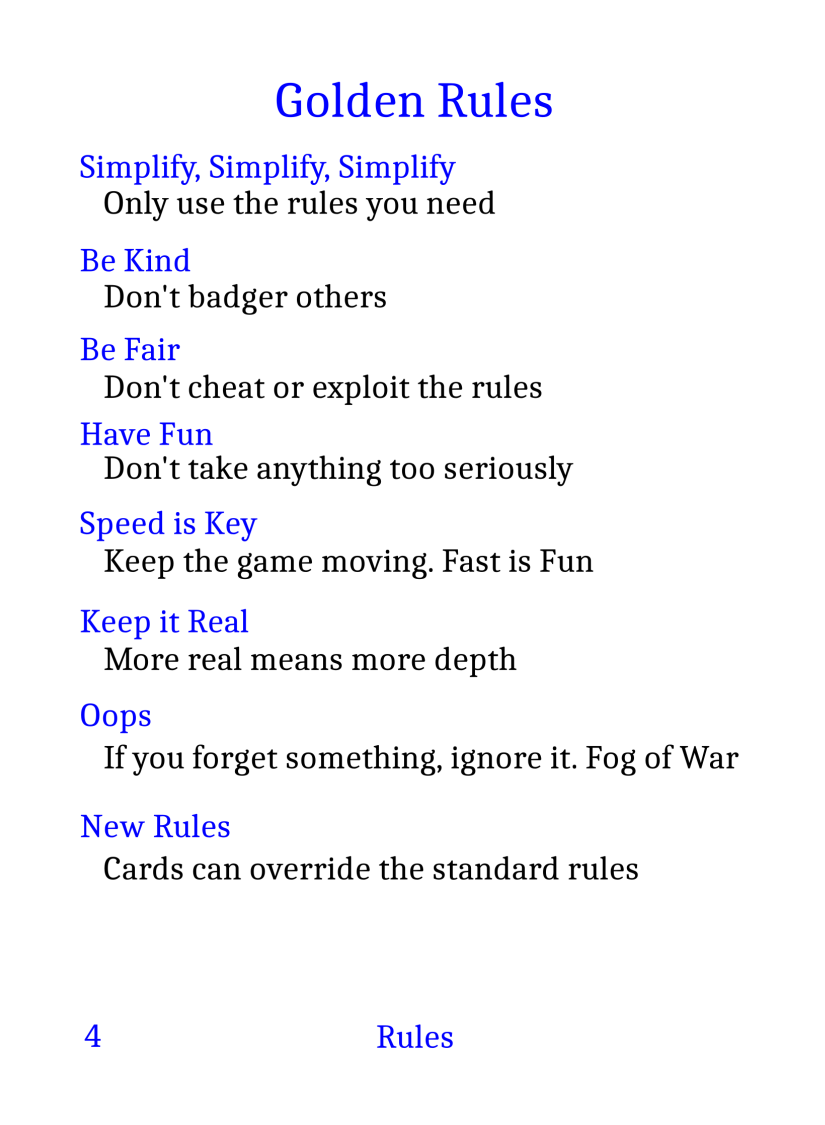 Golden Rules
Simplify, Simplify, Simplify
Only use the rules you need
Be Kind
Don't badger others
Be Fair
Don't cheat or exploit the rules
Have Fun
Don't take anything too seriously
Speed is Key
Keep the game moving. Fast is Fun
Keep it Real
More real means more depth
Oops
If you forget something, ignore it. Fog of War
New Rules
Cards can override the standard rules
4 Rules